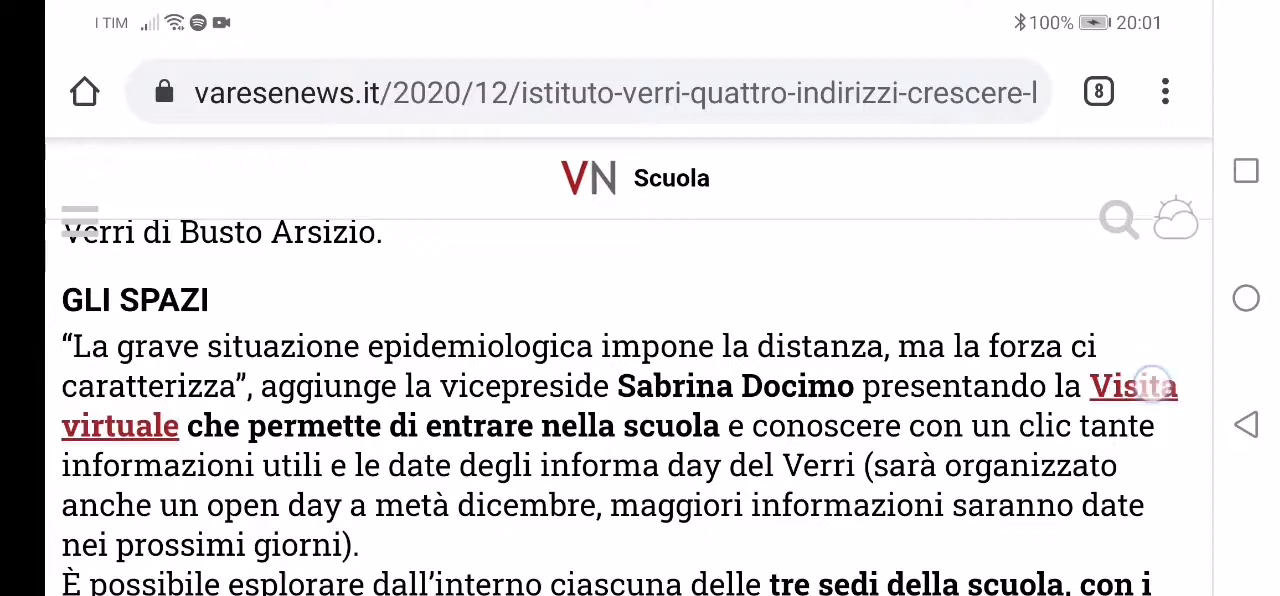 I TIM
100% 20:01
varesenews.it/2020/12/istituto-verri-quattro-indirizzi-crescere-l
8
VN Scuola
Verri di Busto Arsizio.
GLI SPAZI
“La grave situazione epidemiologica impone la distanza, ma la forza ci
caratterizza”, aggiunge la vicepreside Sabrina Docimo presentando la Visita
virtuale che permette di entrare nella scuola e conoscere con un clic tante
informazioni utili e le date degli informa day del Verri (sarà organizzato
anche un open day a metà dicembre, maggiori informazioni saranno date
nei prossimi giorni).
È possibile esplorare dall’interno ciascuna delle tre sedi della scuola, con i